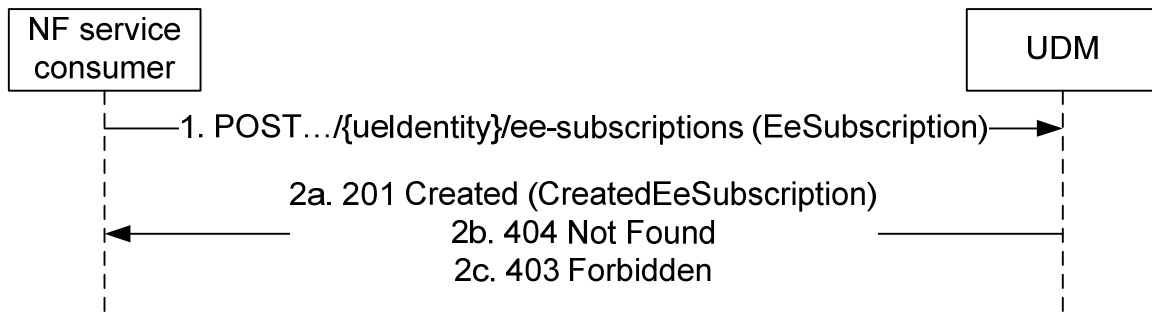 NF service
consumer
UDM
1. POST…/{ueIdentity}/ee-subscriptions (EeSubscription)
2a. 201 Created (CreatedEeSubscription)
2b. 404 Not Found
2c. 403 Forbidden